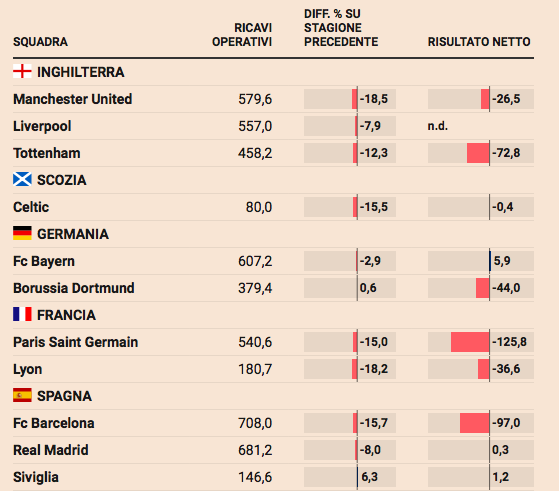 SQUADRA RICAVI OPERATIVI DIFF. % SU STAGIONE PRECEDENTE RISULTATO NETTO
INGHILTERRA
Manchester United 579,6 -18,5 -26,5
Liverpool 557,0 -7,9 n.d.
Tottenham 458,2 -12,3 -72,8
SCOZIA
Celtic 80,0 -15,5 -0,4
GERMANIA
Fc Bayern 607,2 -2,9 5,9
Borussia Dortmund 379,4 0,6 -44,0
FRANCIA
Paris Saint Germain 540,6 -15,0 -125,8
Lyon 180,7 -18,2 -36,6
SPAGNA
Fc Barcelona 708,0 -15,7 -97,0
Real Madrid 681,2 -8,0 0,3
Siviglia 146,6 6,3 1,2